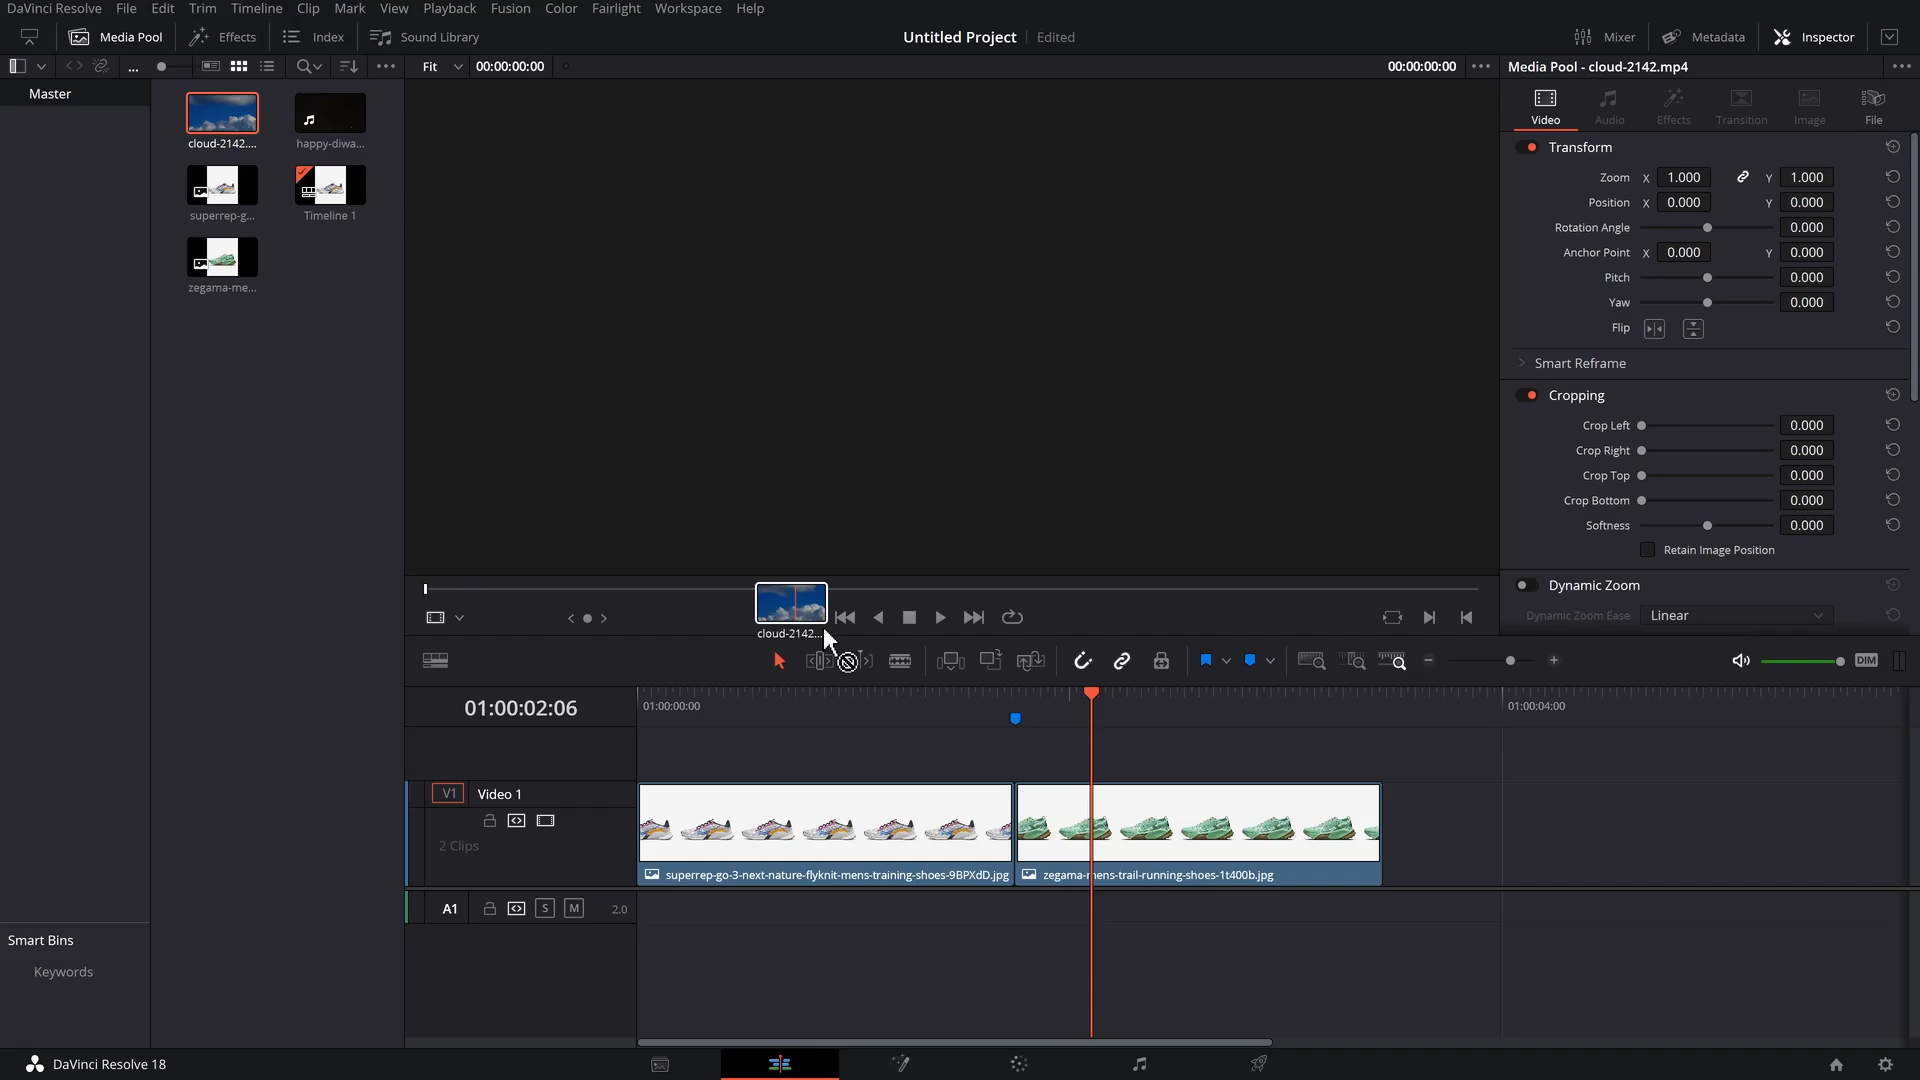 DaVinci Resolve File Edit Trim Timeline Clip Mark View Playback Fusion Color Fairlight Workspace Help
Media Pool Effects Index Sound Library Untitled Project Edited Mixer Metadata Inspector
... Fit 00:00:00:00 00:00:00:00 Media Pool - cloud-2142.mp4
Master
cloud-2142.... happy-diwa...
superrep-g... Timeline 1
zegama-me...
Smart Bins
Keywords
Video Audio Effects Transition Image File
Transform
Zoom X 1.000 Y 1.000
Position X 0.000 Y 0.000
Rotation Angle 0.000
Anchor Point X 0.000 Y 0.000
Pitch 0.000
Yaw 0.000
Flip
Smart Reframe
Cropping
Crop Left 0.000
Crop Right 0.000
Crop Top 0.000
Crop Bottom 0.000
Softness 0.000
Retain Image Position
Dynamic Zoom
Dynamic Zoom Ease Linear
cloud-2142...
DIM
01:00:02:06 01:00:00:00 01:00:04:00
V1 Video 1
2 Clips
superrep-go-3-next-nature-flyknit-mens-training-shoes-9BPXdD.jpg zegama-mens-trail-running-shoes-1t400b.jpg
A1 S M 2.0
DaVinci Resolve 18